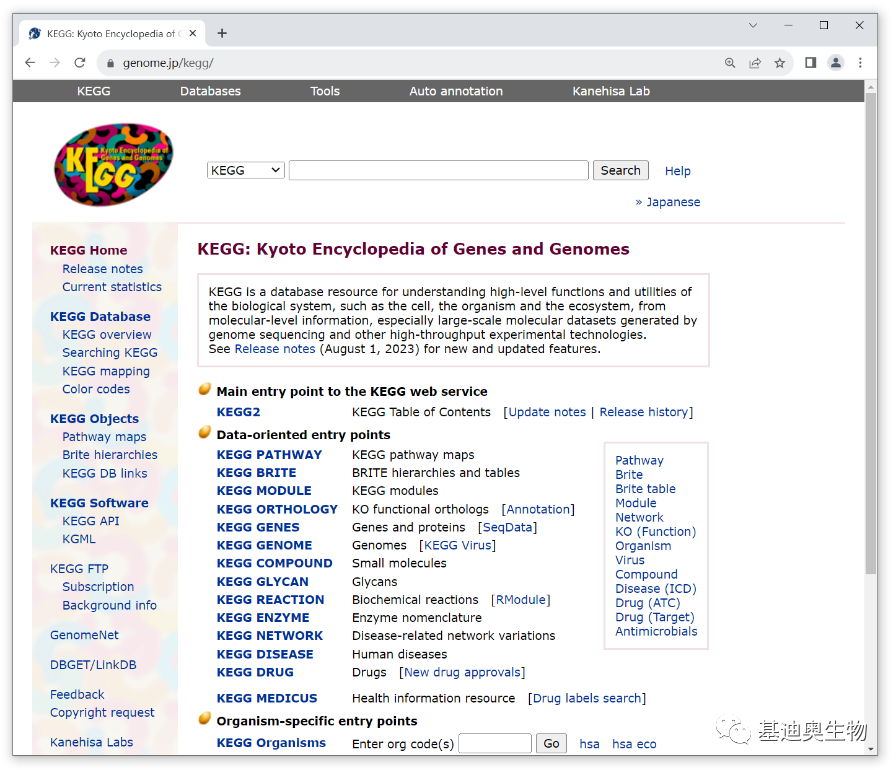 KEGG: Kyoto Encyclopedia of G
genome.jp/kegg/
KEGG Databases Tools Auto annotation Kanehisa Lab
KEGG Kyoto Encyclopedia of Genes and Genomes
KEGG Search Help
» Japanese
KEGG Home
Release notes
Current statistics
KEGG Database
KEGG overview
Searching KEGG
KEGG mapping
Color codes
KEGG Objects
Pathway maps
Brite hierarchies
KEGG DB links
KEGG Software
KEGG API
KGML
KEGG FTP
Subscription
Background info
GenomeNet
DBGET/LinkDB
Feedback
Copyright request
Kanehisa Labs
KEGG: Kyoto Encyclopedia of Genes and Genomes
KEGG is a database resource for understanding high-level functions and utilities of
the biological system, such as the cell, the organism and the ecosystem, from
molecular-level information, especially large-scale molecular datasets generated by
genome sequencing and other high-throughput experimental technologies.
See Release notes (August 1, 2023) for new and updated features.
Main entry point to the KEGG web service
KEGG2 KEGG Table of Contents [Update notes | Release history]
Data-oriented entry points
KEGG PATHWAY KEGG pathway maps
KEGG BRITE BRITE hierarchies and tables
KEGG MODULE KEGG modules
KEGG ORTHOLOGY KO functional orthologs [Annotation]
KEGG GENES Genes and proteins [SeqData]
KEGG GENOME Genomes [KEGG Virus]
KEGG COMPOUND Small molecules
KEGG GLYCAN Glycans
KEGG REACTION Biochemical reactions [RModule]
KEGG ENZYME Enzyme nomenclature
KEGG NETWORK Disease-related network variations
KEGG DISEASE Human diseases
KEGG DRUG Drugs [New drug approvals]
KEGG MEDICUS Health information resource [Drug labels search]
Pathway
Brite
Brite table
Module
Network
KO (Function)
Organism
Virus
Compound
Disease (ICD)
Drug (ATC)
Drug (Target)
Antimicrobials
Organism-specific entry points
KEGG Organisms Enter org code(s) Go hsa hsa eco
基迪奥生物